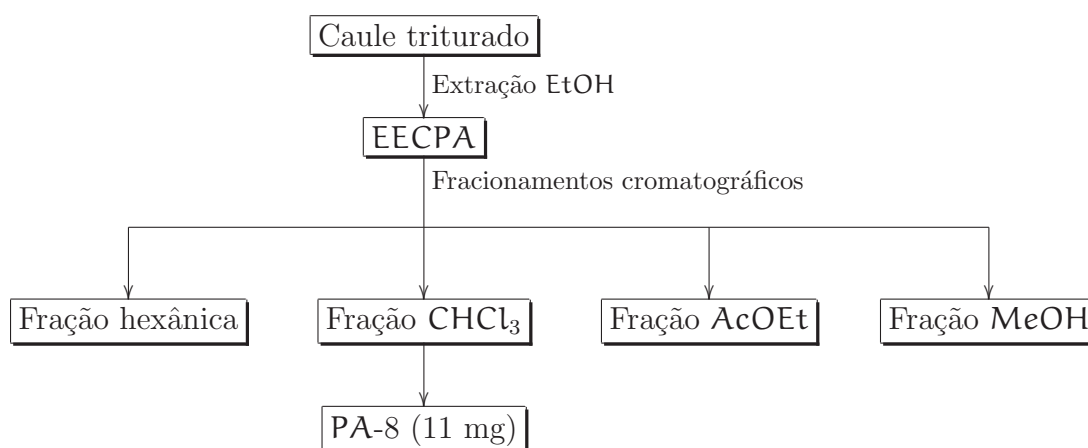 Caule triturado
Extração EtOH
EECPA
Fracionamentos cromatográficos
Fração hexânica
Fração CHCl₃
Fração AcOEt
Fração MeOH
PA-8 (11 mg)